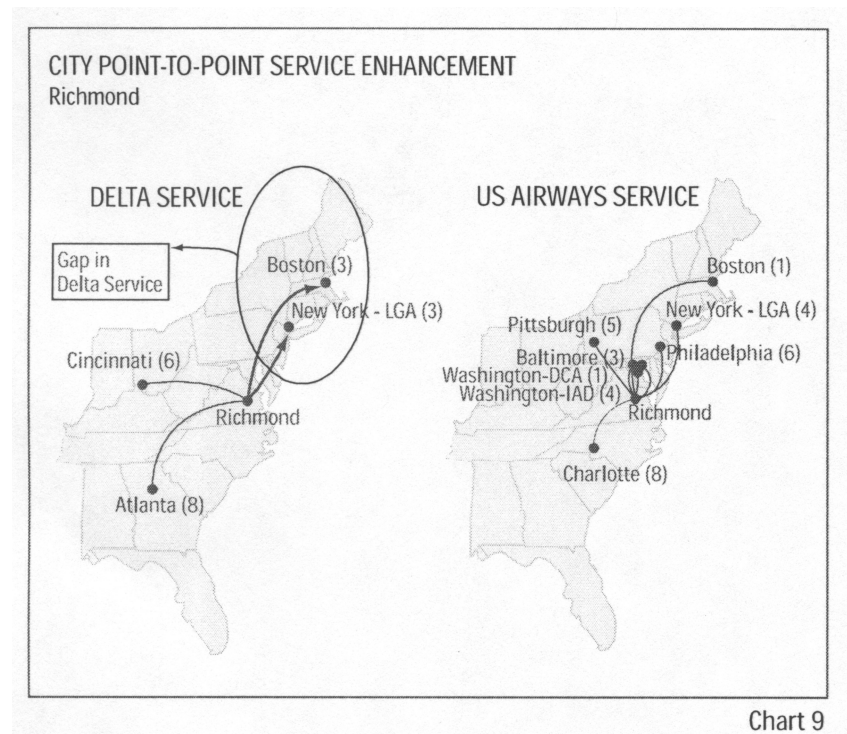 CITY POINT-TO-POINT SERVICE ENHANCEMENT
Richmond
DELTA SERVICE
Gap in
Delta Service
Boston (3)
New York - LGA (3)
Cincinnati (6)
Richmond
Atlanta (8)
US AIRWAYS SERVICE
Boston (1)
New York - LGA (4)
Pittsburgh (5)
Philadelphia (6)
Baltimore (3)
Washington-DCA (1)
Washington-IAD (4)
Richmond
Charlotte (8)
Chart 9